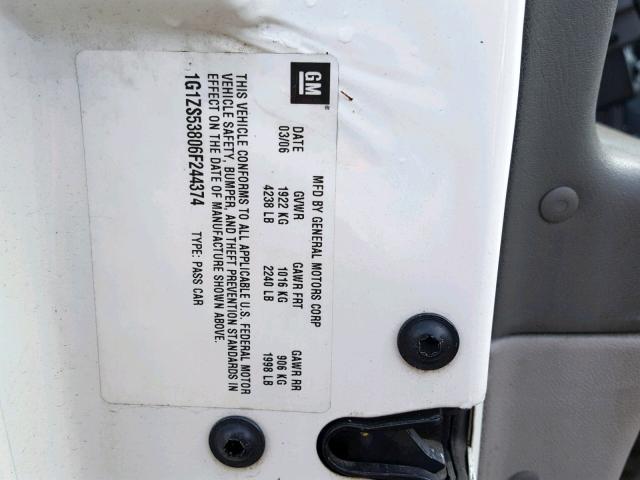 GM
MFD BY GENERAL MOTORS CORP
DATE GVWR GAWR FRT GAWR RR
03/06 1922 KG 1016 KG 906 KG
4238 LB 2240 LB 1998 LB
THIS VEHICLE CONFORMS TO ALL APPLICABLE U.S. FEDERAL MOTOR
VEHICLE SAFETY, BUMPER, AND THEFT PREVENTION STANDARDS IN
EFFECT ON THE DATE OF MANUFACTURE SHOWN ABOVE.
1G1ZS53806F244374 TYPE: PASS CAR